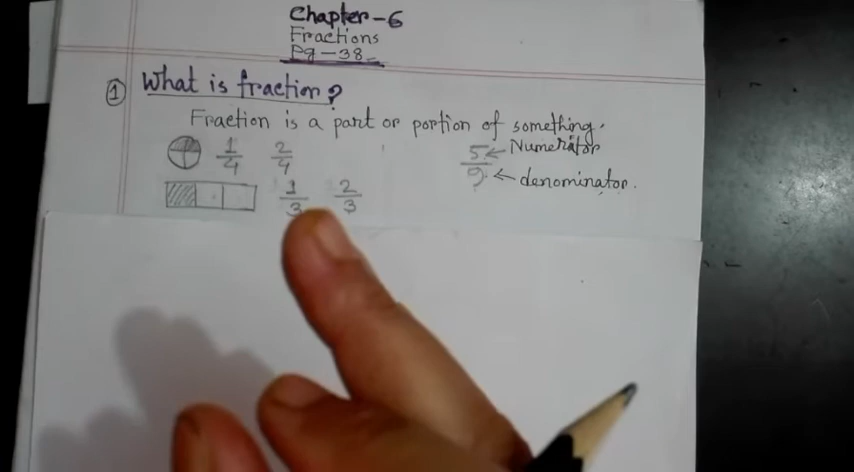 Chapter-6
Fractions
Pg-38
① What is fraction?
Fraction is a part or portion of something.
1/4 2/4
5/9 ← Numerator
← denominator.
1/3 2/3